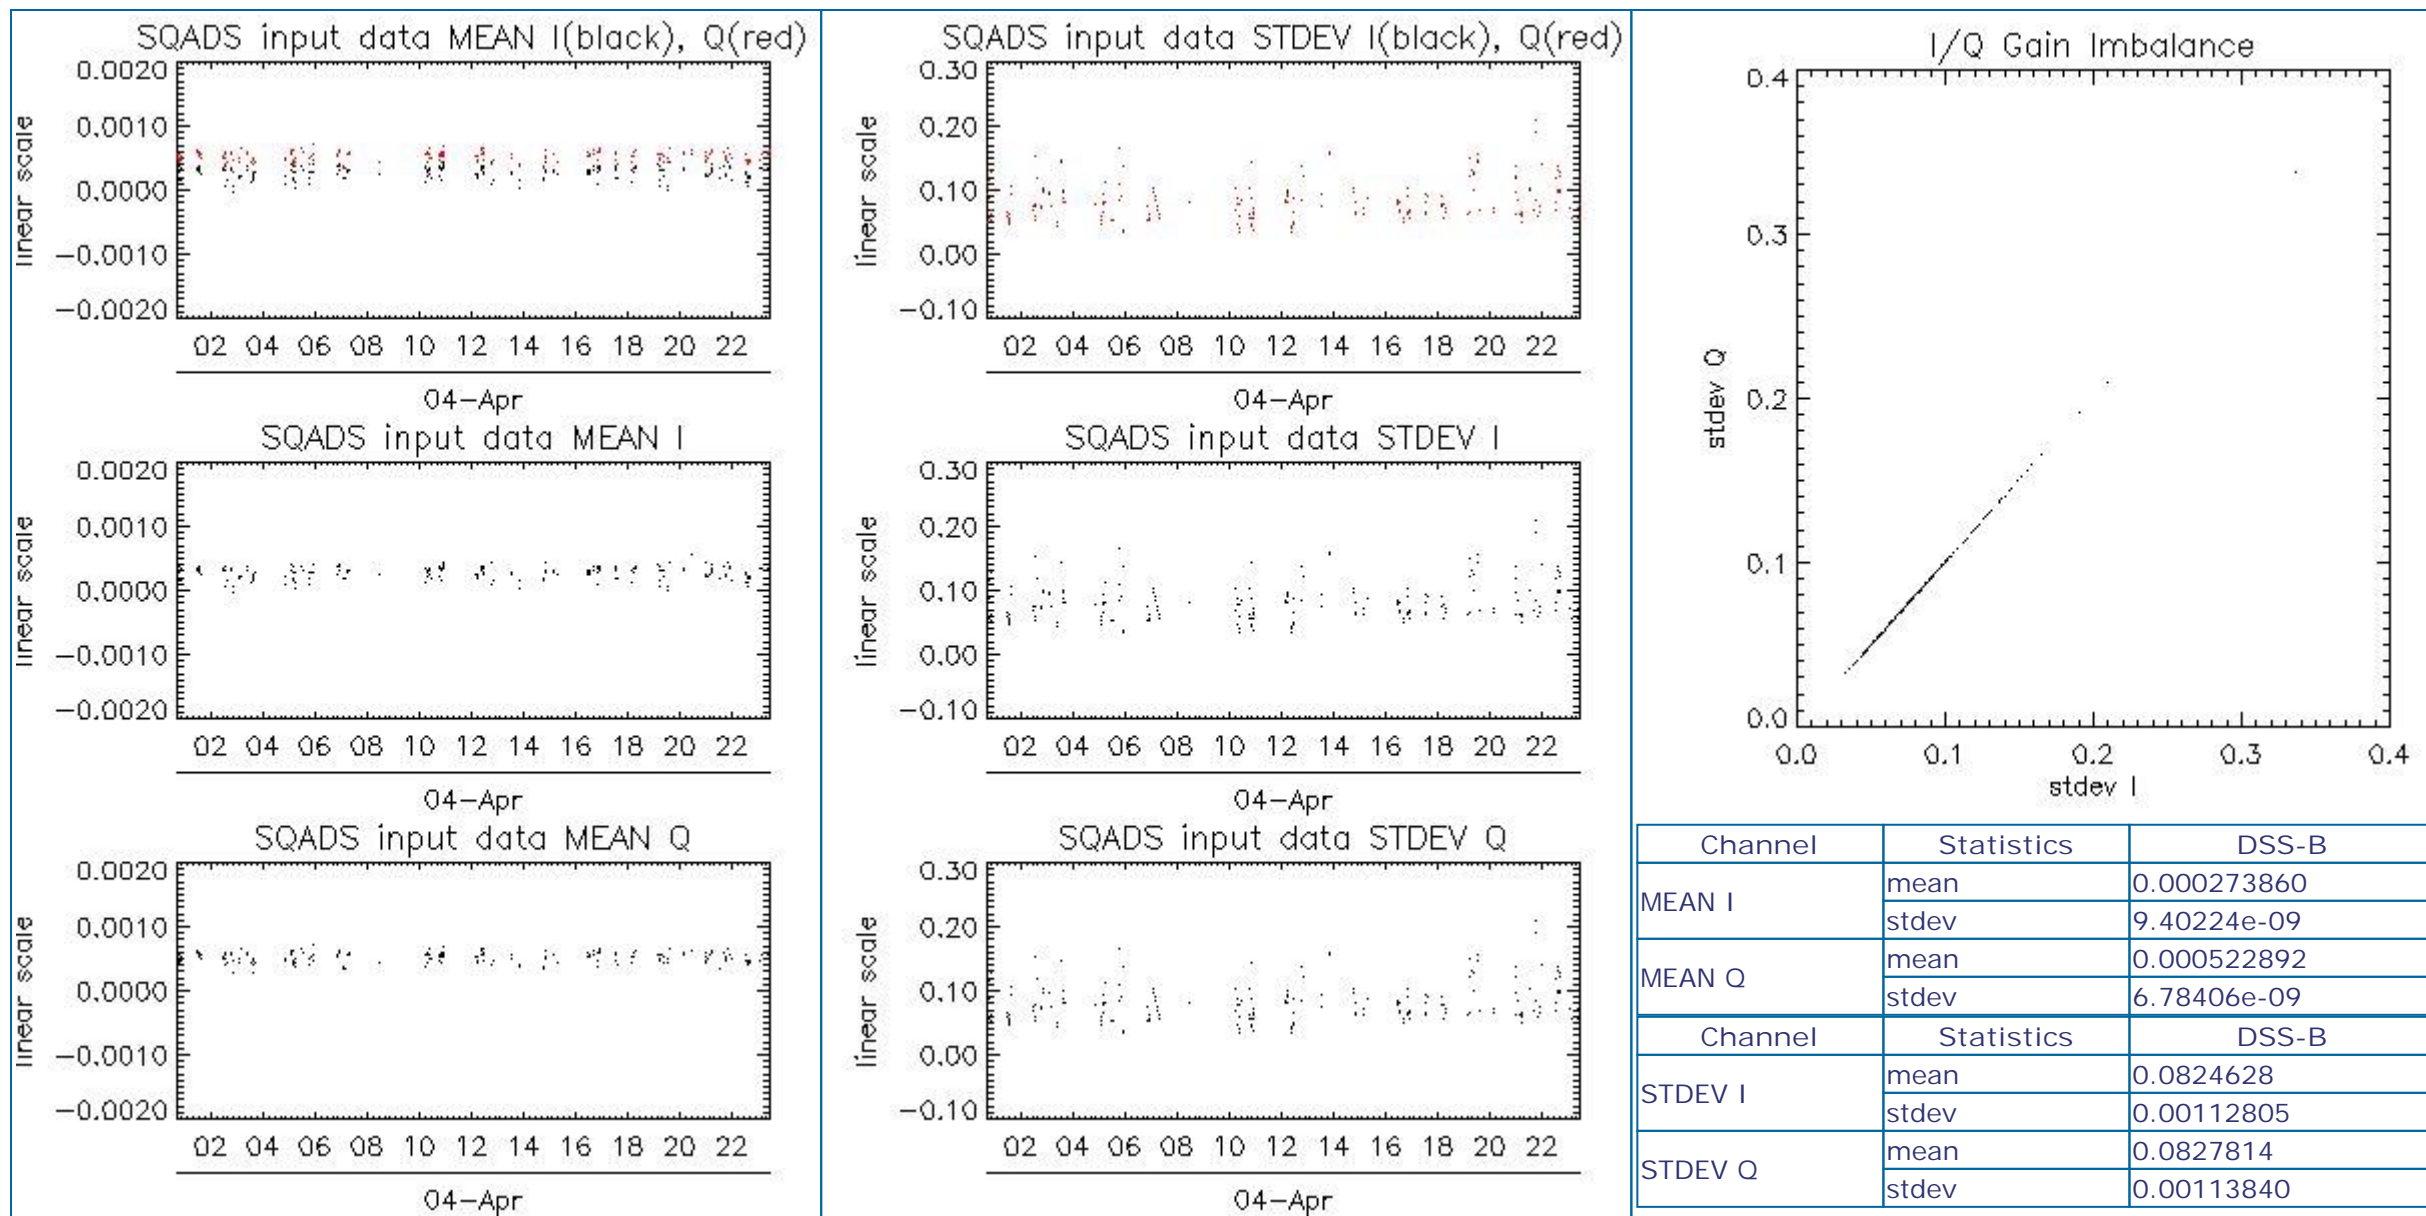 SQADS input data MEAN I(black), Q(red)
0.0020
0.0010
0.0000
-0.0010
-0.0020
linear scale
02 04 06 08 10 12 14 16 18 20 22
04-Apr
SQADS input data MEAN I
0.0020
0.0010
0.0000
-0.0010
-0.0020
linear scale
02 04 06 08 10 12 14 16 18 20 22
04-Apr
SQADS input data MEAN Q
0.0020
0.0010
0.0000
-0.0010
-0.0020
linear scale
02 04 06 08 10 12 14 16 18 20 22
04-Apr
SQADS input data STDEV I(black), Q(red)
0.30
0.20
0.10
0.00
-0.10
linear scale
02 04 06 08 10 12 14 16 18 20 22
04-Apr
SQADS input data STDEV I
0.30
0.20
0.10
0.00
-0.10
linear scale
02 04 06 08 10 12 14 16 18 20 22
04-Apr
SQADS input data STDEV Q
0.30
0.20
0.10
0.00
-0.10
linear scale
02 04 06 08 10 12 14 16 18 20 22
04-Apr
I/Q Gain Imbalance
0.4
0.3
0.2
0.1
0.0
stdev Q
0.0 0.1 0.2 0.3 0.4
stdev I
Channel Statistics DSS-B
MEAN I mean 0.000273860
stdev 9.40224e-09
MEAN Q mean 0.000522892
stdev 6.78406e-09
Channel Statistics DSS-B
STDEV I mean 0.0824628
stdev 0.00112805
STDEV Q mean 0.0827814
stdev 0.00113840